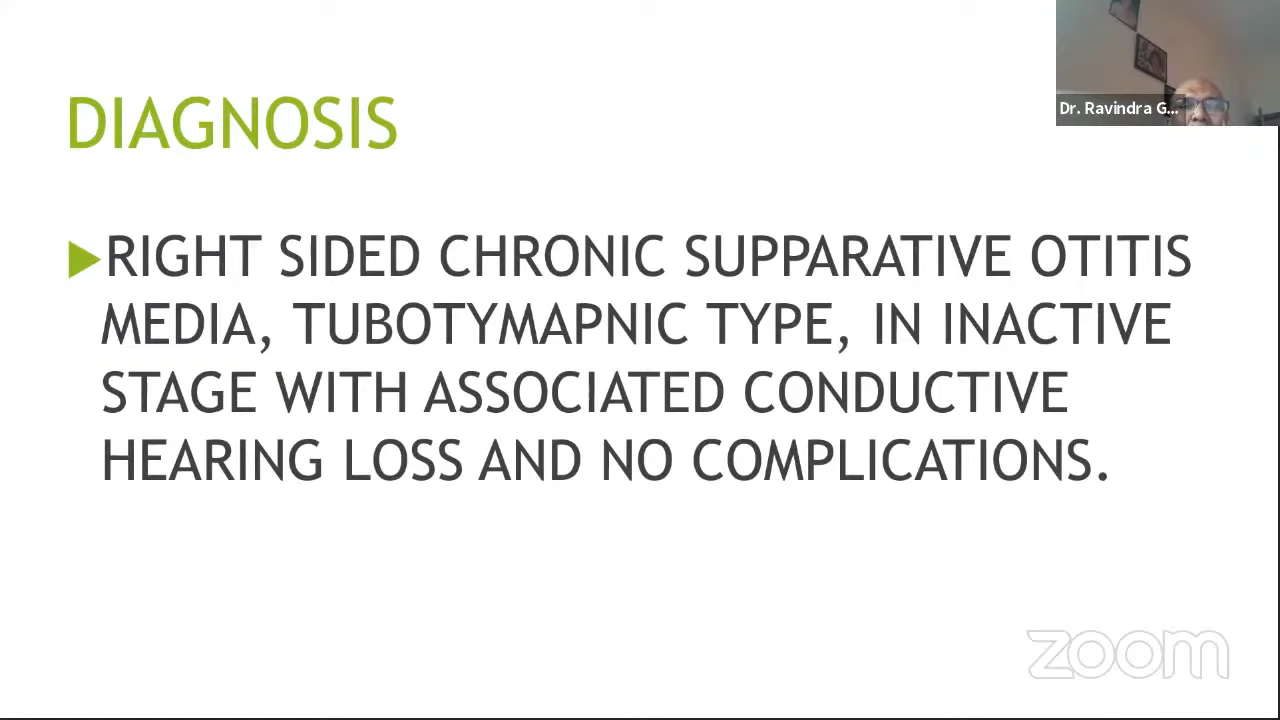 Dr. Ravindra G...
DIAGNOSIS
RIGHT SIDED CHRONIC SUPPARATIVE OTITIS
MEDIA, TUBOTYMAPNIC TYPE, IN INACTIVE
STAGE WITH ASSOCIATED CONDUCTIVE
HEARING LOSS AND NO COMPLICATIONS.
zoom